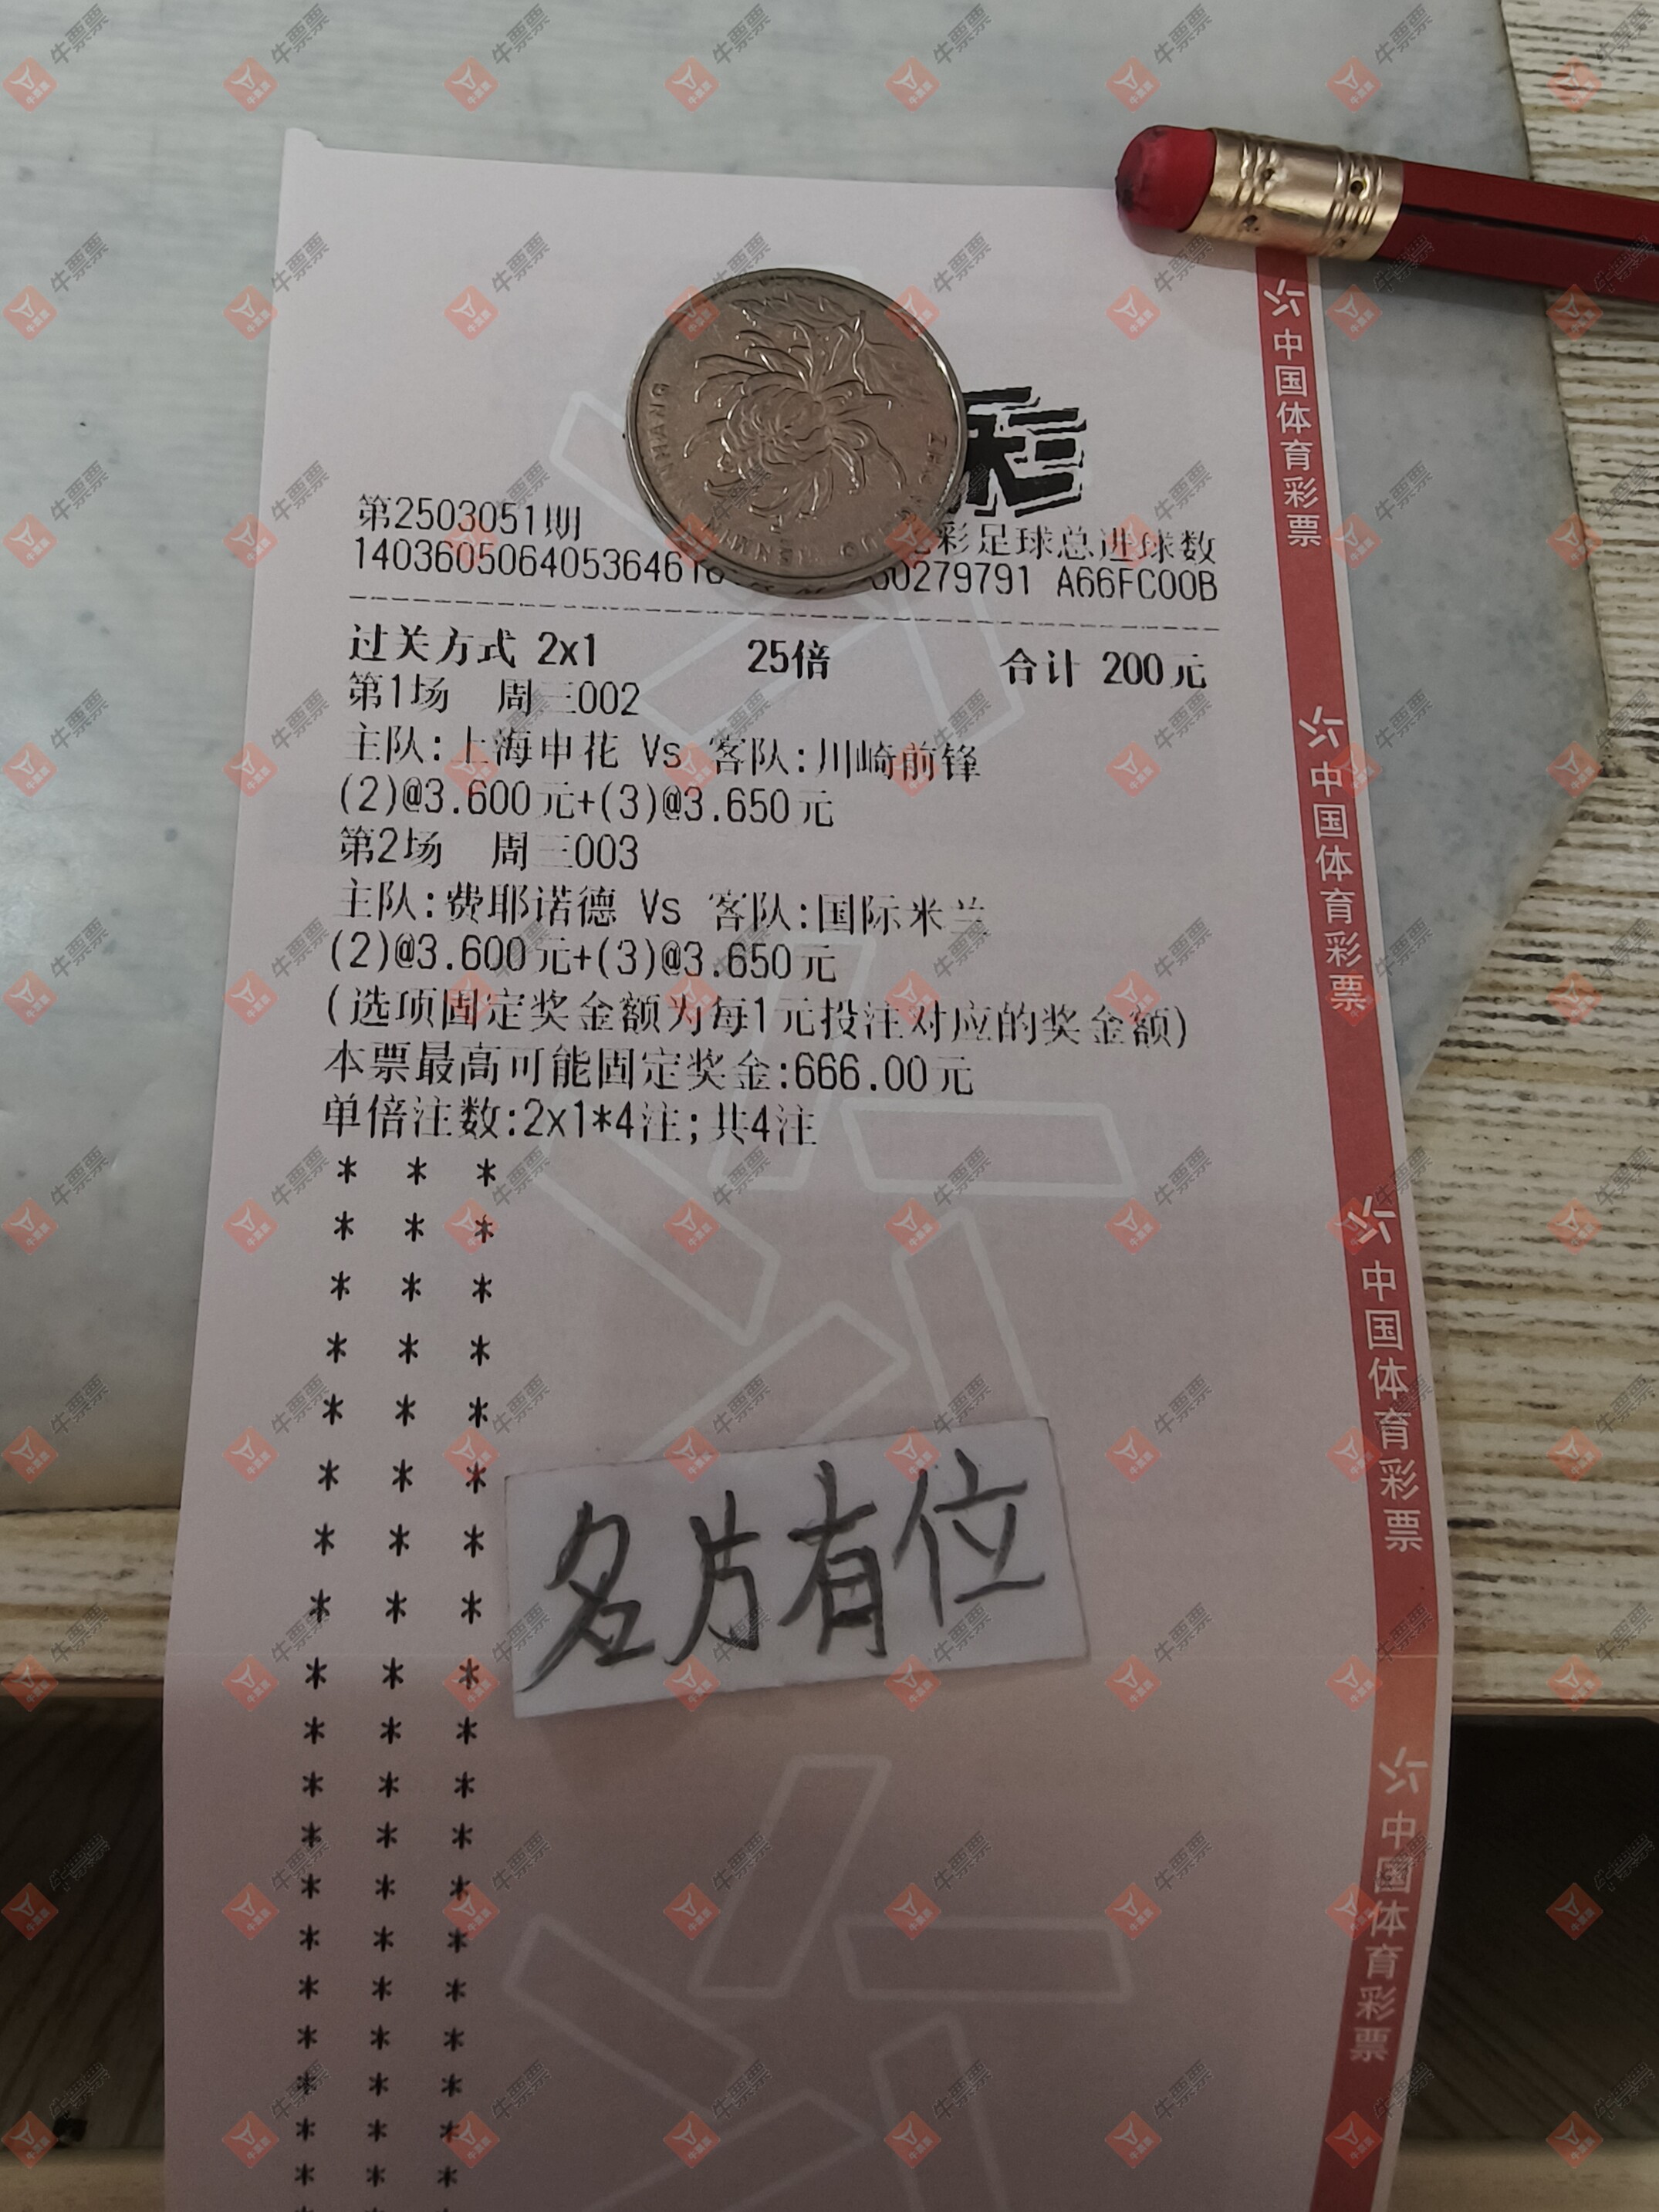 第2503051期
彩足球总进球数
140360506405364616 60279791 A66FC00B
过关方式 2x1 25倍 合计 200元
第1场 周三002
主队:上海申花 Vs 客队:川崎前锋
(2)@3.600元+(3)@3.650元
第2场 周三003
主队:费耶诺德 Vs 客队:国际米兰
(2)@3.600元+(3)@3.650元
(选项固定奖金额为每1元投注对应的奖金额)
本票最高可能固定奖金:666.00元
单倍注数:2x1*4注;共4注
名片有位
中国体育彩票
中国体育彩票
中国体育彩票
中国体育彩票
牛票票